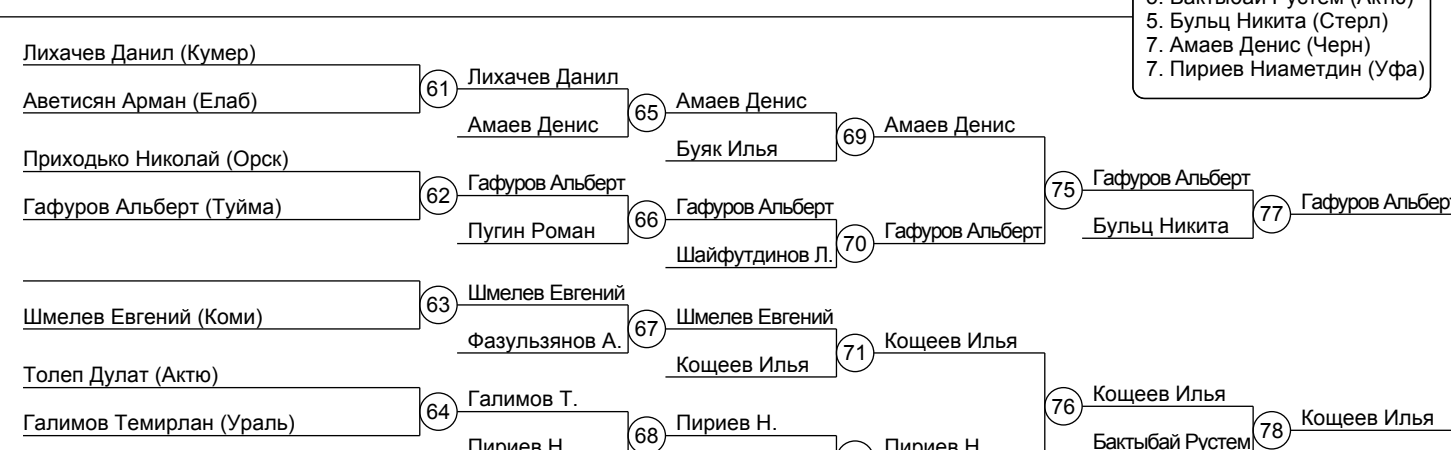 5. Бульц Никита (Стерл)
7. Амаев Денис (Черн)
7. Пириев Ниаметдин (Уфа)
Лихачев Данил (Кумер)
Аветисян Арман (Елаб)
61
Лихачев Данил
Амаев Денис
65
Амаев Денис
Буяк Илья
69
Амаев Денис
Приходько Николай (Орск)
Гафуров Альберт (Туйма)
62
Гафуров Альберт
Пугин Роман
66
Гафуров Альберт
Шайфутдинов Л.
70
Гафуров Альберт
75
Гафуров Альберт
Бульц Никита
77
Гафуров Альберт
Шмелев Евгений (Коми)
63
Шмелев Евгений
Фазульзянов А.
67
Шмелев Евгений
Кощеев Илья
71
Кощеев Илья
Толеп Дулат (Актю)
Галимов Темирлан (Ураль)
64
Галимов Т.
Пириев Н.
68
Пириев Н.
Пириев Н.
76
Кощеев Илья
Бактыбай Рустем
78
Кощеев Илья